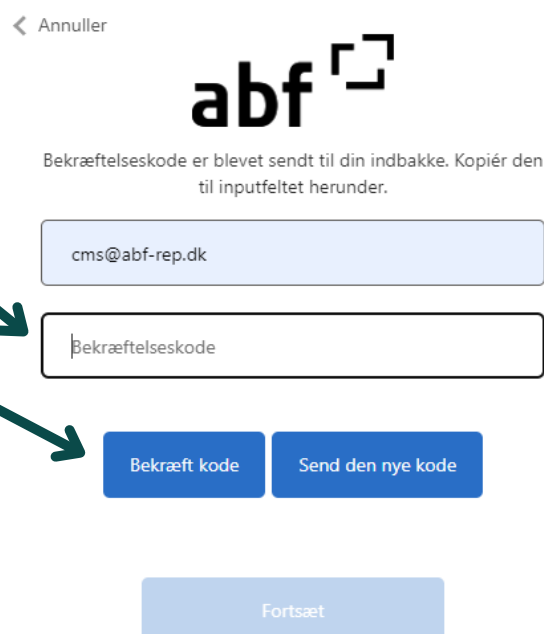 Annuller
abf
Bekræftelseskode er blevet sendt til din indbakke. Kopiér den
til inputfeltet herunder.
cms@abf-rep.dk
Bekræftelseskode
Bekræft kode
Send den nye kode
Fortsæt